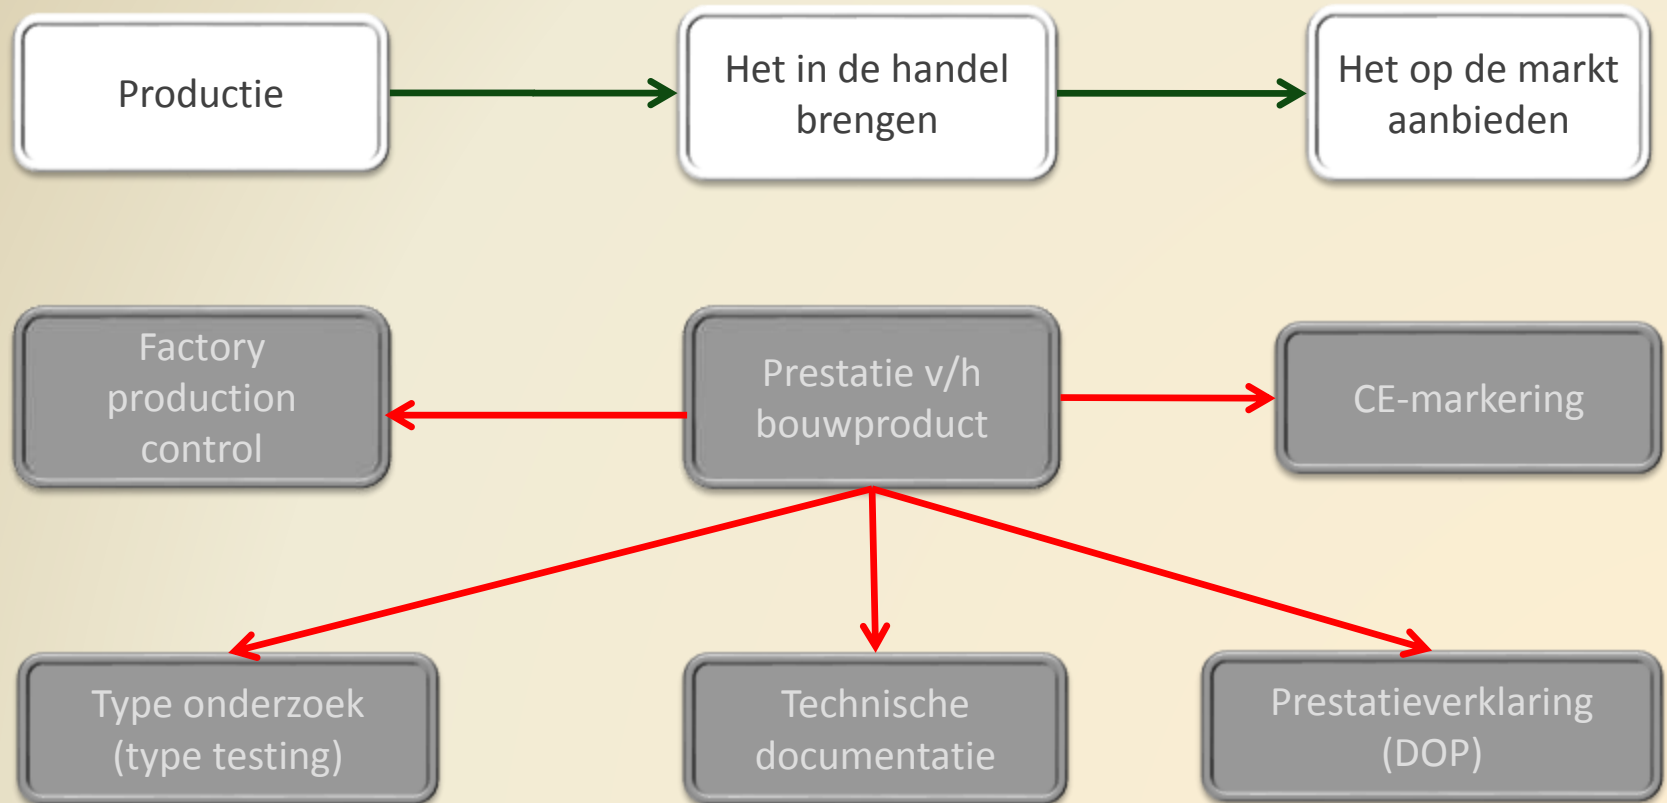 Productie
Het in de handel
brengen
Het op de markt
aanbieden
Factory
production
control
Prestatie v/h
bouwproduct
CE-markering
Type onderzoek
(type testing)
Technische
documentatie
Prestatieverklaring
(DOP)